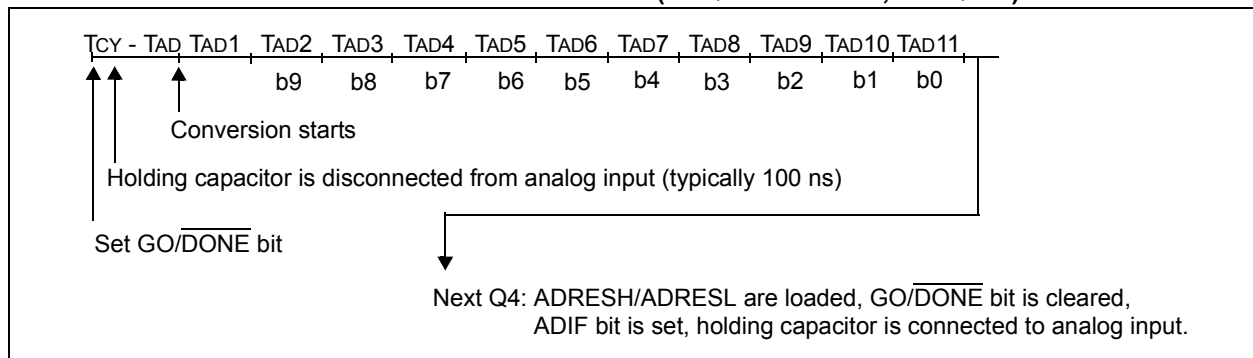 TCY - TAD TAD1 TAD2 TAD3 TAD4 TAD5 TAD6 TAD7 TAD8 TAD9 TAD10 TAD11
b9 b8 b7 b6 b5 b4 b3 b2 b1 b0
Conversion starts
Holding capacitor is disconnected from analog input (typically 100 ns)
Set GO/DONE bit
Next Q4: ADRESH/ADRESL are loaded, GO/DONE bit is cleared,
ADIF bit is set, holding capacitor is connected to analog input.